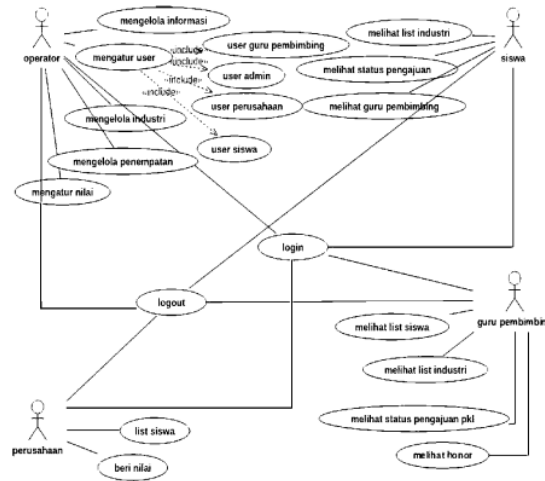 mengelola informasi
operator
mengatur user
«include»
user guru pembimbing
melihat list industri
siswa
«include»
user admin
melihat status pengajuan
«include»
user perusahaan
melihat guru pembimbing
«include»
mengelola industri
user siswa
mengelola penempatan
mengatur nilai
login
logout
melihat list siswa
guru pembimbin
melihat list industri
perusahaan
list siswa
melihat status pengajuan pkl
beri nilai
melihat honor